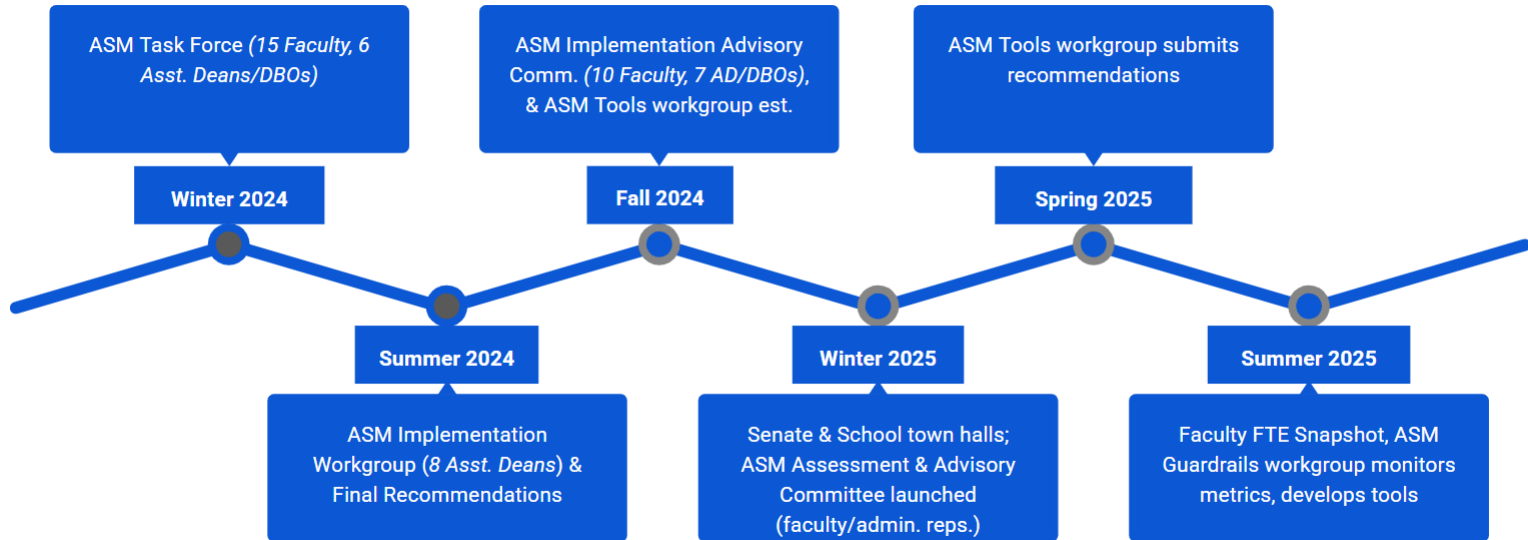 ASM Task Force (15 Faculty, 6
Asst. Deans/DBOs)
Winter 2024
Summer 2024
ASM Implementation
Workgroup (8 Asst. Deans) &
Final Recommendations
ASM Implementation Advisory
Comm. (10 Faculty, 7 AD/DBOs),
& ASM Tools workgroup est.
Fall 2024
Winter 2025
Senate & School town halls;
ASM Assessment & Advisory
Committee launched
(faculty/admin. reps.)
ASM Tools workgroup submits
recommendations
Spring 2025
Summer 2025
Faculty FTE Snapshot, ASM
Guardrails workgroup monitors
metrics, develops tools